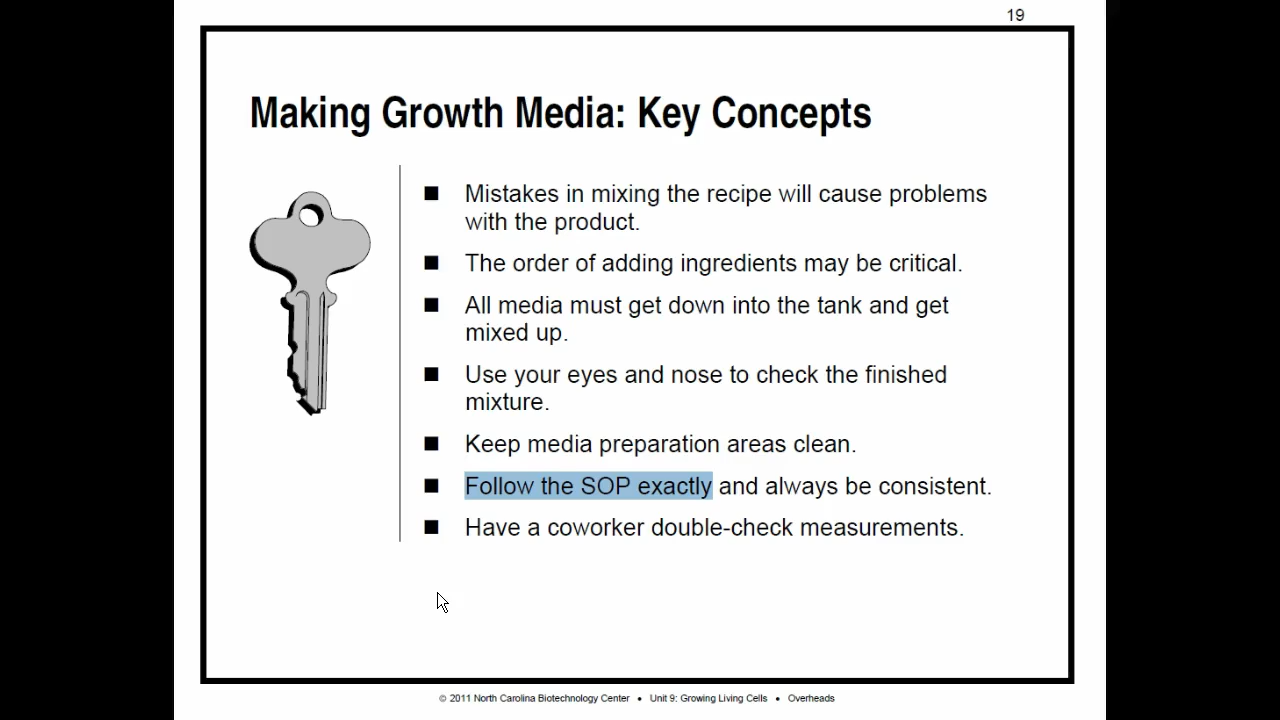 19
Making Growth Media: Key Concepts
■ Mistakes in mixing the recipe will cause problems
with the product.
■ The order of adding ingredients may be critical.
■ All media must get down into the tank and get
mixed up.
■ Use your eyes and nose to check the finished
mixture.
■ Keep media preparation areas clean.
■ Follow the SOP exactly and always be consistent.
■ Have a coworker double-check measurements.
© 2011 North Carolina Biotechnology Center • Unit 9: Growing Living Cells • Overheads